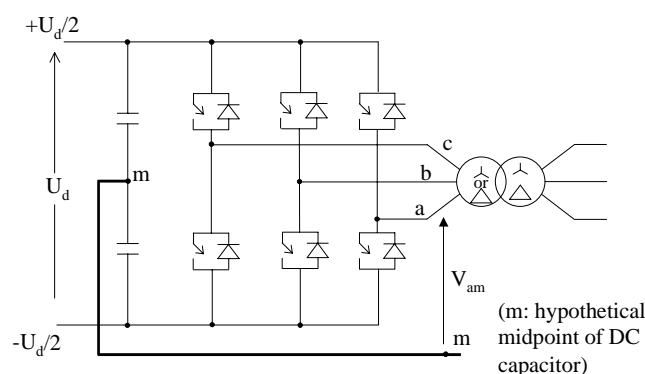 +U_d/2
U_d
m
c
b
a
or
V_am
m
(m: hypothetical
midpoint of DC
capacitor)
-U_d/2